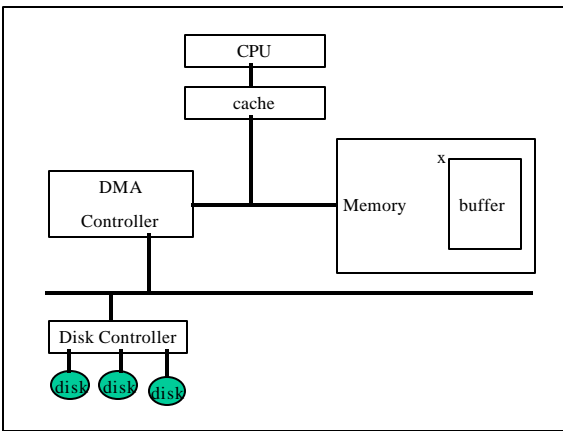 CPU
cache
DMA
Controller
x
Memory
buffer
Disk Controller
disk
disk
disk